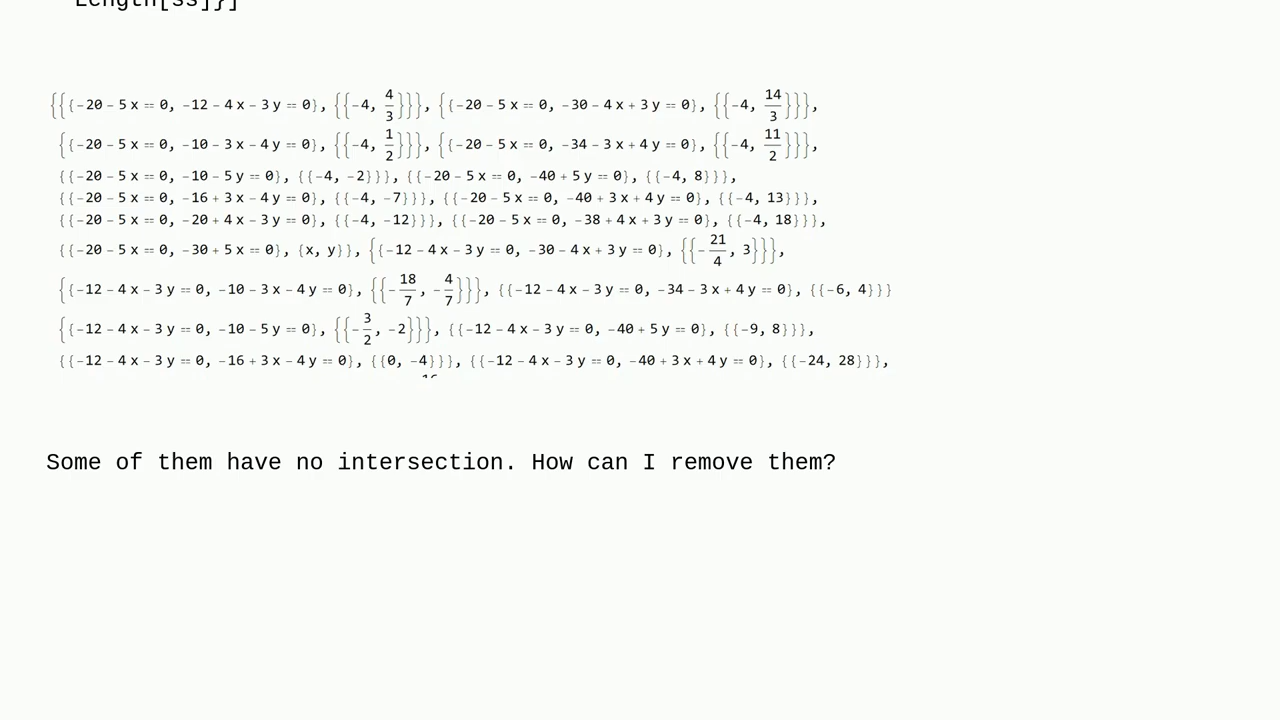 Length[ss]}]
{{{-20 - 5 x == 0, -12 - 4 x - 3 y == 0}, {{-4, 4/3}}}, {{-20 - 5 x == 0, -30 - 4 x + 3 y == 0}, {{-4, 14/3}}},
{{-20 - 5 x == 0, -10 - 3 x - 4 y == 0}, {{-4, 1/2}}}, {{-20 - 5 x == 0, -34 - 3 x + 4 y == 0}, {{-4, 11/2}}},
{{-20 - 5 x == 0, -10 - 5 y == 0}, {{-4, -2}}}, {{-20 - 5 x == 0, -40 + 5 y == 0}, {{-4, 8}}},
{{-20 - 5 x == 0, -16 + 3 x - 4 y == 0}, {{-4, -7}}}, {{-20 - 5 x == 0, -40 + 3 x + 4 y == 0}, {{-4, 13}}},
{{-20 - 5 x == 0, -20 + 4 x - 3 y == 0}, {{-4, -12}}}, {{-20 - 5 x == 0, -38 + 4 x + 3 y == 0}, {{-4, 18}}},
{{-20 - 5 x == 0, -30 + 5 x == 0}, {x, y}}, {{-12 - 4 x - 3 y == 0, -30 - 4 x + 3 y == 0}, {{-21/4, 3}}},
{{-12 - 4 x - 3 y == 0, -10 - 3 x - 4 y == 0}, {{-18/7, -4/7}}}, {{-12 - 4 x - 3 y == 0, -34 - 3 x + 4 y == 0}, {{-6, 4}}}
{{-12 - 4 x - 3 y == 0, -10 - 5 y == 0}, {{-3/2, -2}}}, {{-12 - 4 x - 3 y == 0, -40 + 5 y == 0}, {{-9, 8}}},
{{-12 - 4 x - 3 y == 0, -16 + 3 x - 4 y == 0}, {{0, -4}}}, {{-12 - 4 x - 3 y == 0, -40 + 3 x + 4 y == 0}, {{-24, 28}}},
Some of them have no intersection. How can I remove them?